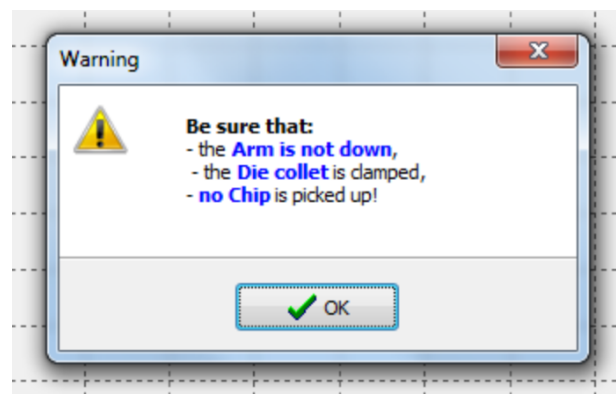 Warning
Be sure that:
- the Arm is not down,
- the Die collet is clamped,
- no Chip is picked up!
OK